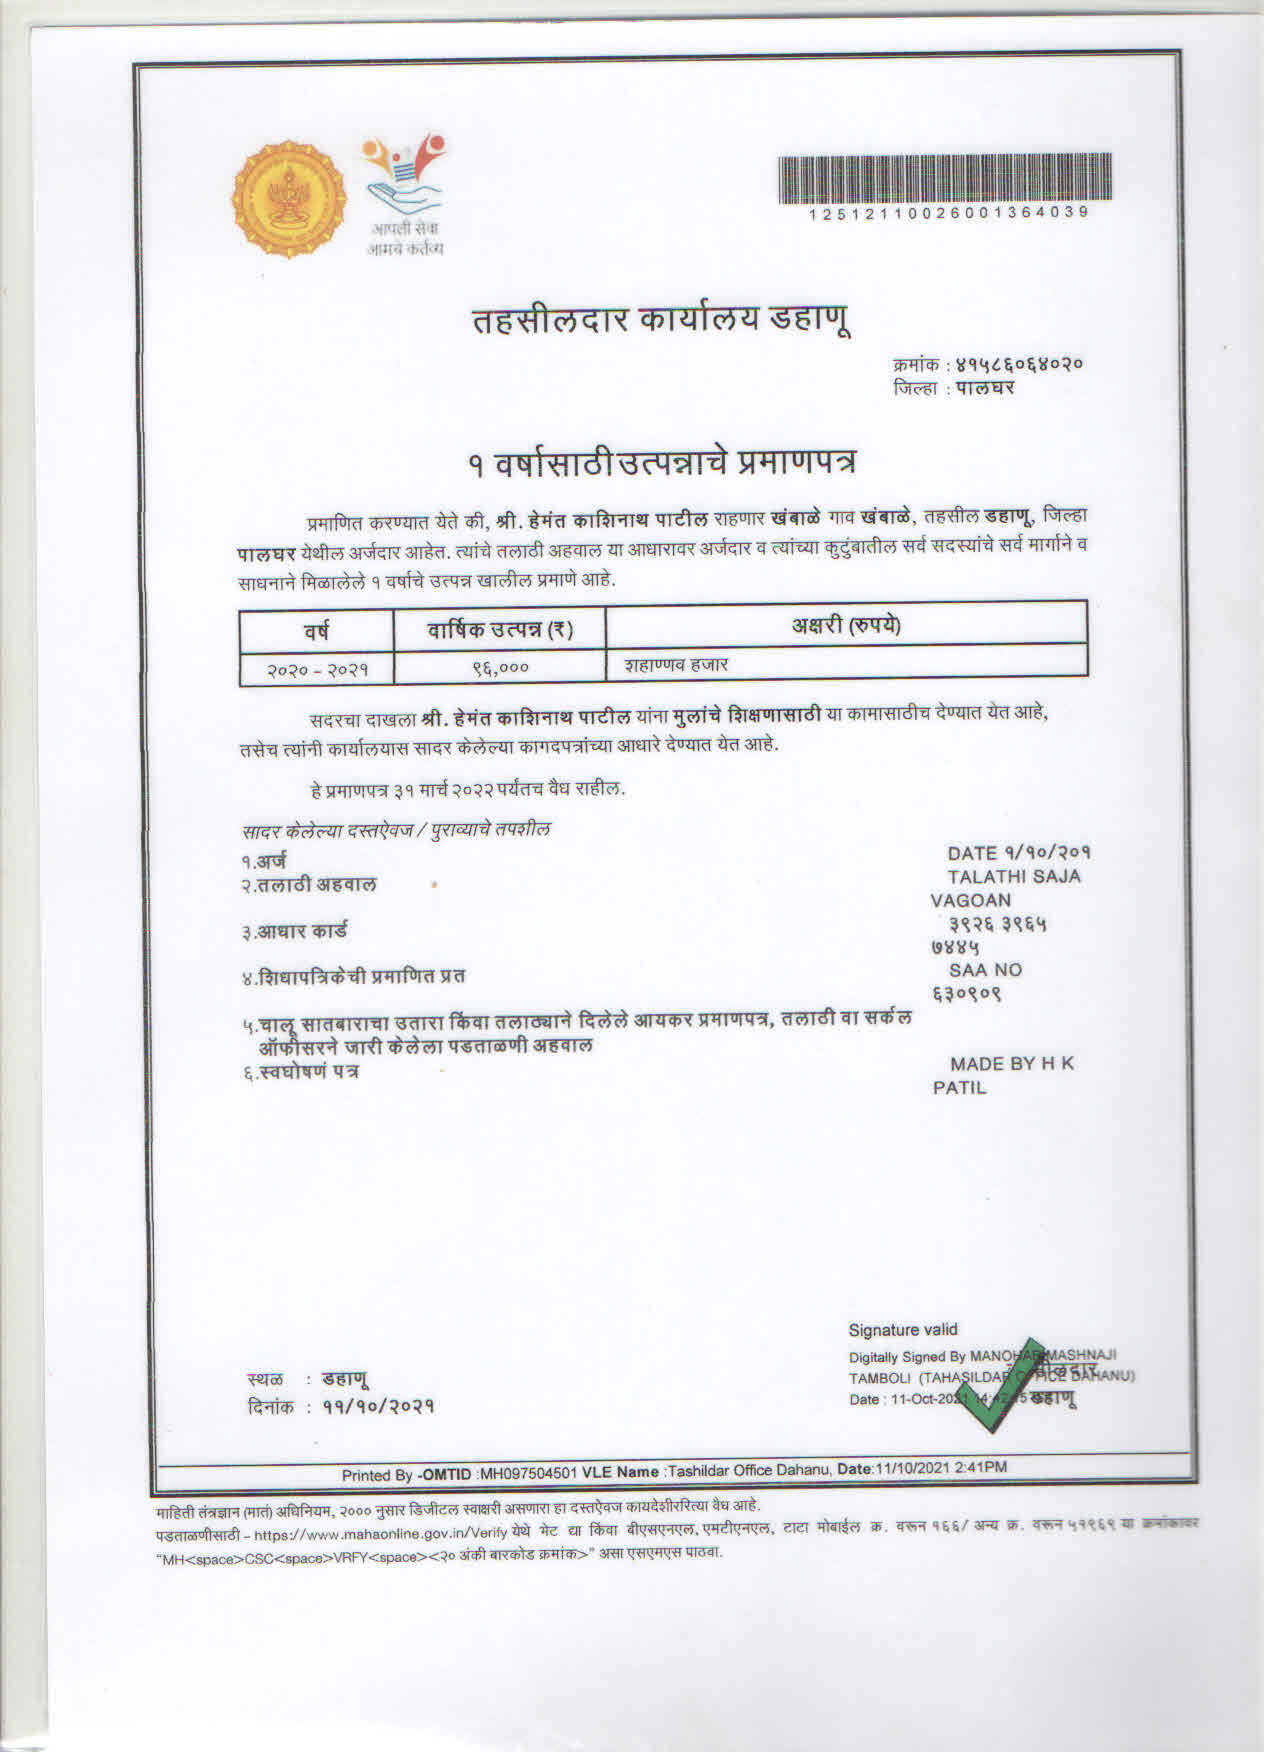 आपली सेवा
आमचे कर्तव्य
12512110026001364039
तहसीलदार कार्यालय डहाणू
क्रमांक : ४१५८६०६४०२०
जिल्हा : पालघर
१ वर्षासाठी उत्पन्नाचे प्रमाणपत्र
प्रमाणित करण्यात येते की, श्री. हेमंत काशिनाथ पाटील राहणार खंबाळे गाव खंबाळे, तहसील डहाणू, जिल्हा
पालघर येथील अर्जदार आहेत. त्यांचे तलाठी अहवाल या आधारावर अर्जदार व त्यांच्या कुटुंबातील सर्व सदस्यांचे सर्व मार्गाने व
साधनाने मिळालेले १ वर्षाचे उत्पन्न खालील प्रमाणे आहे.
वर्ष वार्षिक उत्पन्न (₹) अक्षरी (रुपये)
२०२० - २०२१ ९६,००० शहाण्णव हजार
सदरचा दाखला श्री. हेमंत काशिनाथ पाटील यांना मुलांचे शिक्षणासाठी या कामासाठीच देण्यात येत आहे,
तसेच त्यांनी कार्यालयास सादर केलेल्या कागदपत्रांच्या आधारे देण्यात येत आहे.
हे प्रमाणपत्र ३१ मार्च २०२२ पर्यंतच वैध राहील.
सादर केलेल्या दस्तऐवज / पुराव्याचे तपशील
१.अर्ज DATE १/१०/२०१
२.तलाठी अहवाल TALATHI SAJA
VAGOAN
३.आधार कार्ड ३९२६ ३९६५
७४४५
४.शिधापत्रिकेची प्रमाणित प्रत SAA NO
६३०९०९
५.चालू सातबाराचा उतारा किंवा तलाठ्याने दिलेले आयकर प्रमाणपत्र, तलाठी वा सर्कल
ऑफीसरने जारी केलेला पडताळणी अहवाल
६.स्वघोषणं पत्र MADE BY H K
PATIL
Signature valid
Digitally Signed By MANOHAR MASHNAJI
TAMBOLI (TAHASILDAR OFFICE DAHANU)
स्थळ : डहाणू
Date : 11-Oct-2021 डहाणू
दिनांक : ११/१०/२०२१
Printed By -OMTID :MH097504501 VLE Name :Tashildar Office Dahanu, Date:11/10/2021 2:41PM
माहिती तंत्रज्ञान (मातं) अधिनियम, २००० नुसार डिजीटल स्वाक्षरी असणारा हा दस्तऐवज कायदेशीररित्या वैध आहे.
पडताळणीसाठी - https://www.mahaonline.gov.in/Verify येथे भेट द्या किंवा बीएसएनएल, एमटीएनएल, टाटा मोबाईल क्र. वरून १६६/ अन्य क्र. वरून ५१९६९ या क्रमांकावर
"MH<space>CSC<space>VRFY<space><२० अंकी बारकोड क्रमांक>" असा एसएमएस पाठवा.